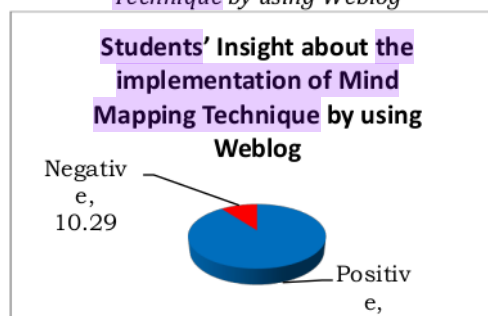 Technique by using Weblog
Students’ Insight about the
implementation of Mind
Mapping Technique by using
Weblog
Negativ
e,
10.29
Positiv
e,